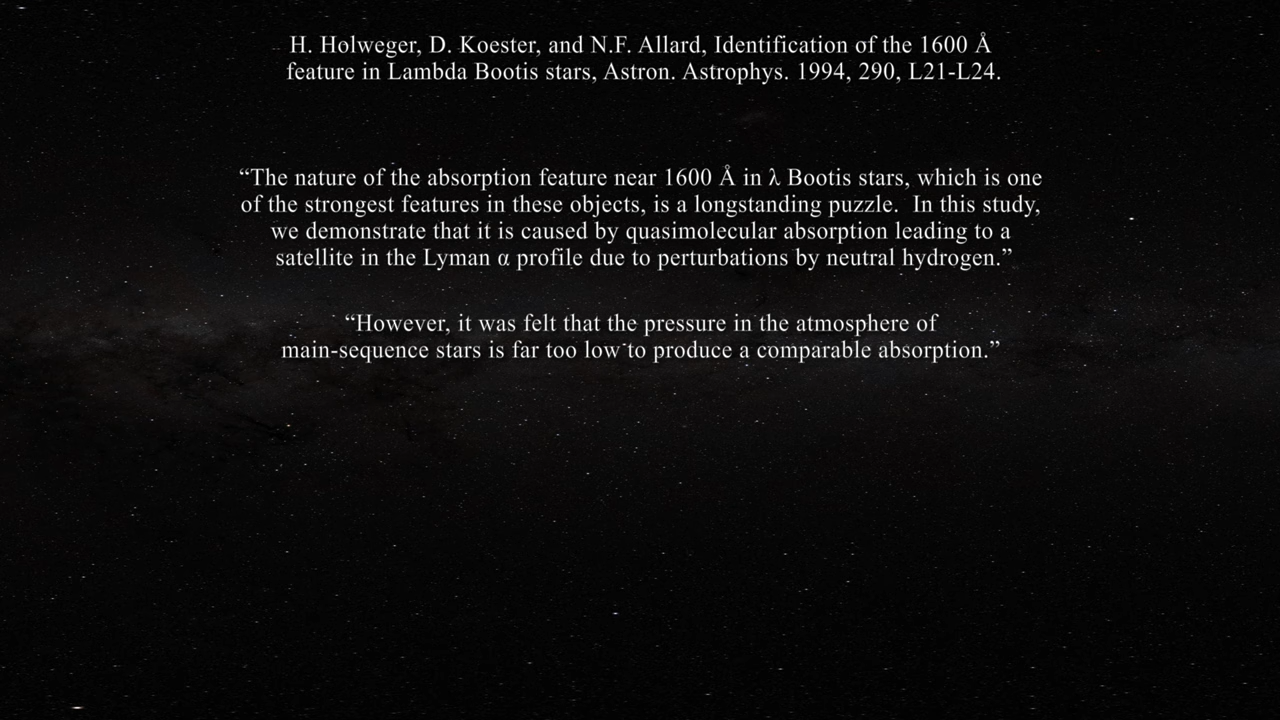 H. Holweger, D. Koester, and N.F. Allard, Identification of the 1600 Å
feature in Lambda Bootis stars, Astron. Astrophys. 1994, 290, L21-L24.
“The nature of the absorption feature near 1600 Å in λ Bootis stars, which is one
of the strongest features in these objects, is a longstanding puzzle.  In this study,
we demonstrate that it is caused by quasimolecular absorption leading to a
satellite in the Lyman α profile due to perturbations by neutral hydrogen.”
“However, it was felt that the pressure in the atmosphere of
main-sequence stars is far too low to produce a comparable absorption.”